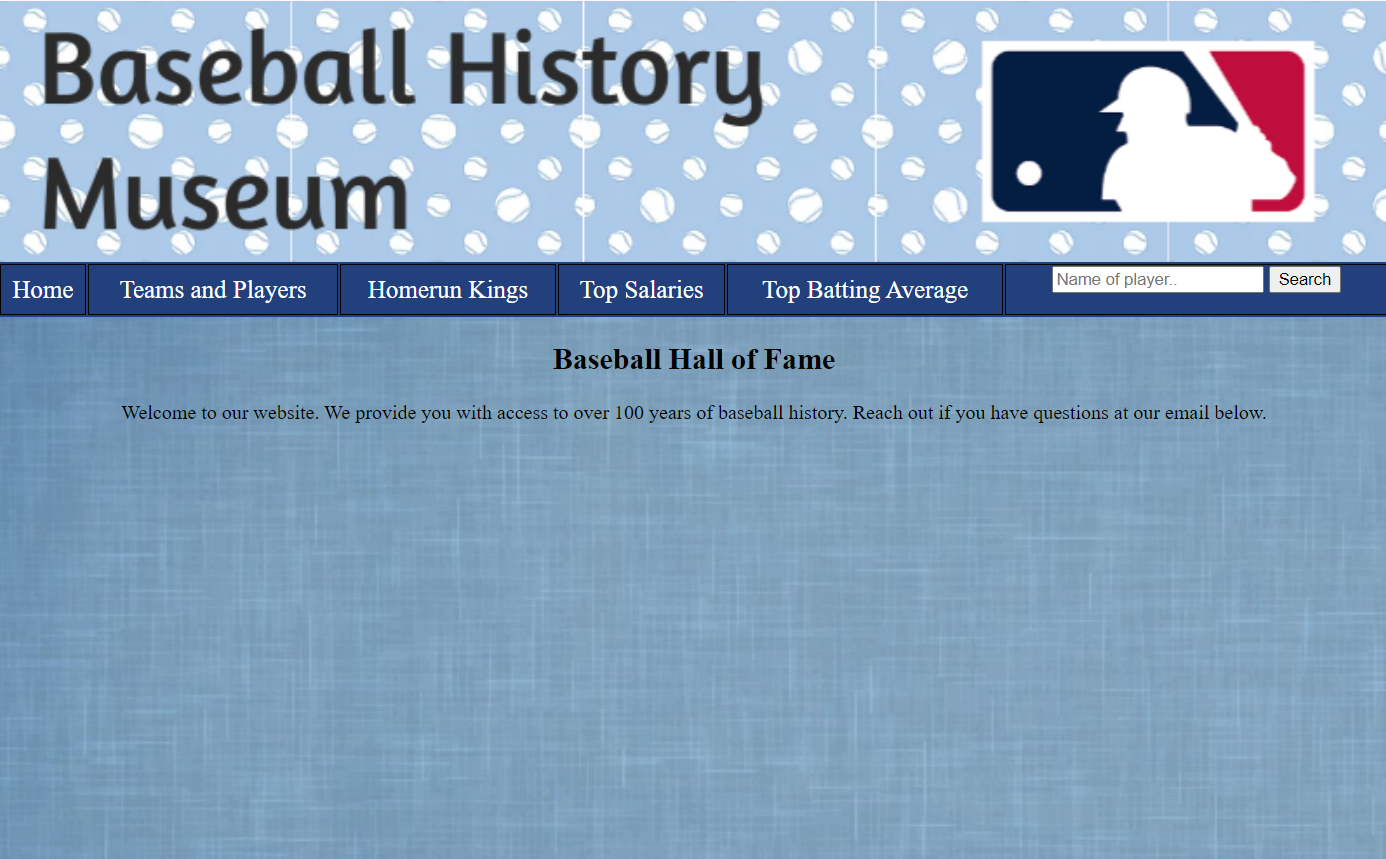 Baseball History
Museum
Home Teams and Players Homerun Kings Top Salaries Top Batting Average Name of player.. Search
Baseball Hall of Fame
Welcome to our website. We provide you with access to over 100 years of baseball history. Reach out if you have questions at our email below.